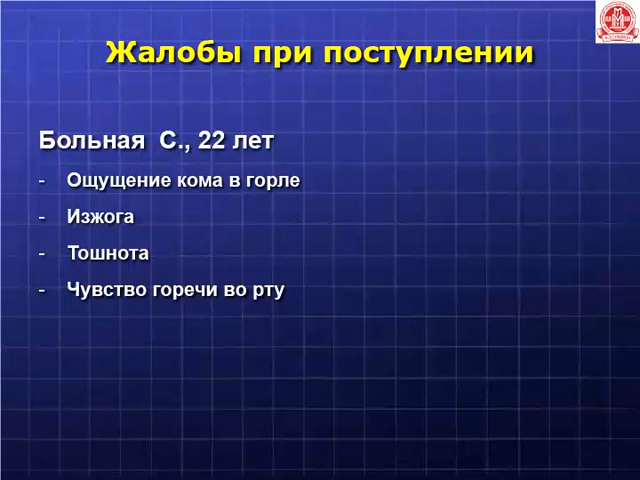 Жалобы при поступлении
Больная С., 22 лет
- Ощущение кома в горле
- Изжога
- Тошнота
- Чувство горечи во рту